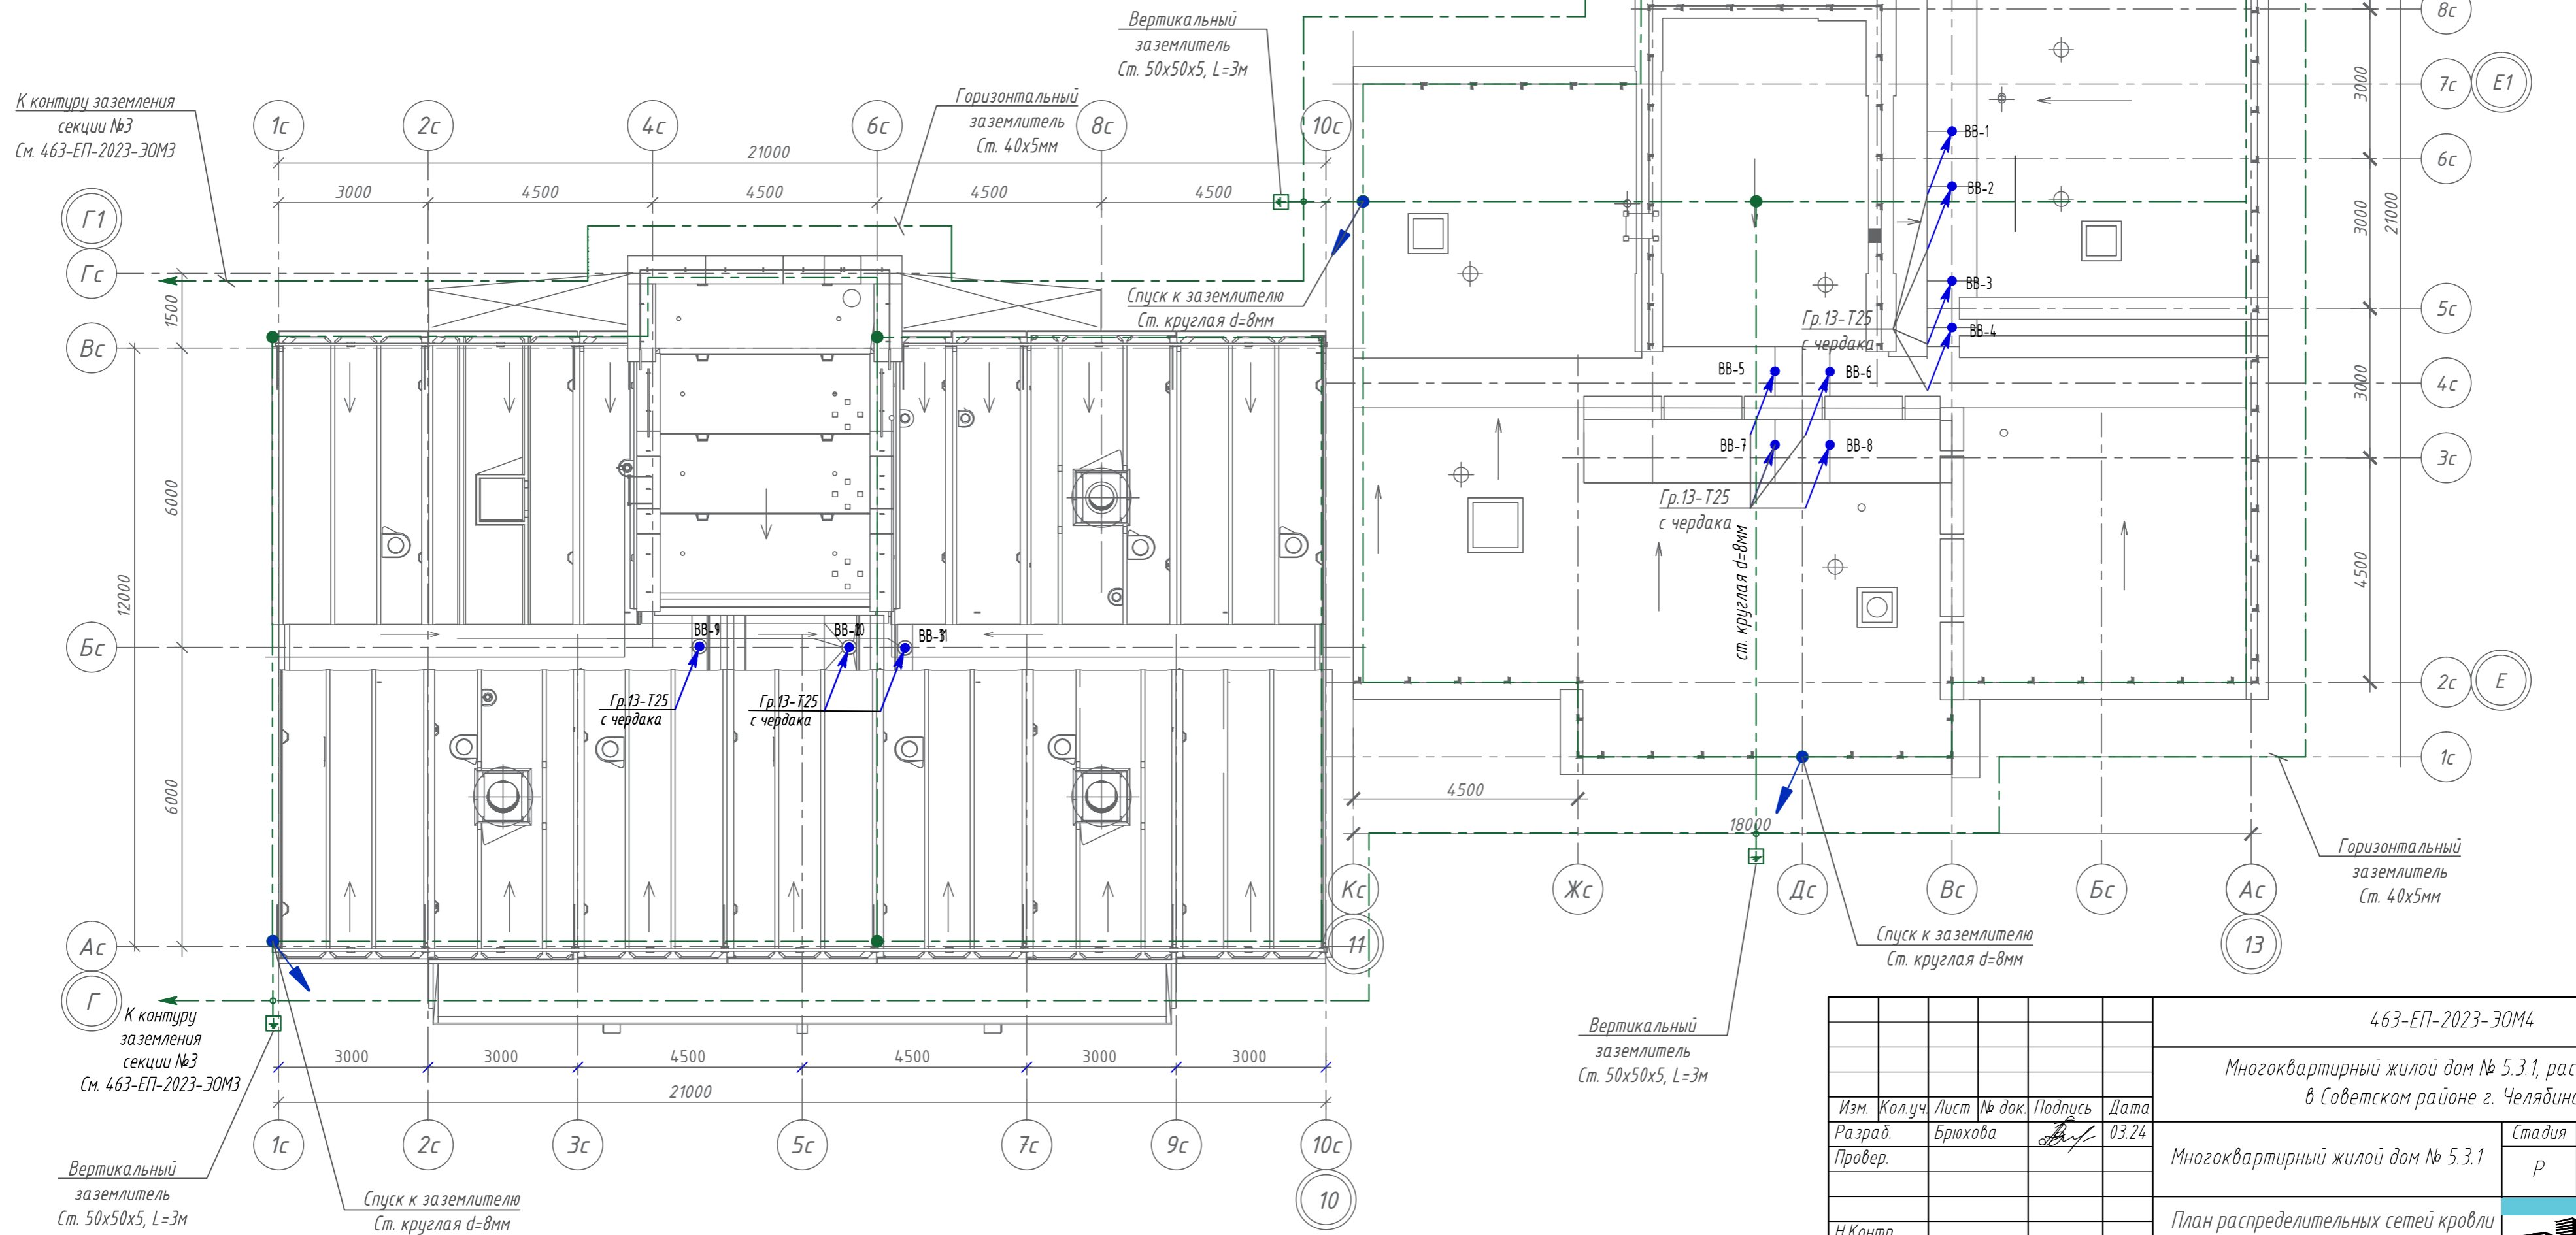 Вертикальный
заземлитель
Ст. 50х50х5, L=3м
К контуру заземления
секции №3
См. 463-ЕП-2023-ЭОМ3
Горизонтальный
заземлитель
Ст. 40х5мм
1с
2с
4с
6с
8с
10с
21000
3000
4500
4500
4500
4500
Г1
Гс
Вс
Бс
Ас
Г
1500
6000
12000
6000
Спуск к заземлителю
Ст. круглая d=8мм
8с
7с
Е1
6с
5с
4с
3с
2с
Е
1с
3000
3000
21000
3000
4500
ВВ-1
ВВ-2
ВВ-3
ВВ-4
Гр.13-Т25
с чердака
ВВ-5
ВВ-6
ВВ-7
ВВ-8
Гр.13-Т25
с чердака
ст. круглая d=8мм
ВВ-9
Гр.13-Т25
с чердака
Гр.13-Т25
с чердака
4500
18000
Кс
Жс
Дс
Вс
Бс
Ас
11
13
Горизонтальный
заземлитель
Ст. 40х5мм
Спуск к заземлителю
Ст. круглая d=8мм
Вертикальный
заземлитель
Ст. 50х50х5, L=3м
К контуру
заземления
секции №3
См. 463-ЕП-2023-ЭОМ3
3000
3000
4500
4500
3000
3000
21000
1с
2с
3с
5с
7с
9с
10с
10
Вертикальный
заземлитель
Ст. 50х50х5, L=3м
Спуск к заземлителю
Ст. круглая d=8мм
463-ЕП-2023-ЭОМ4
Многоквартирный жилой дом № 5.3.1, рас
в Советском районе г. Челябин
Изм. Кол.уч. Лист № док. Подпись Дата
Разраб. Брюхова 03.24
Провер.
Н.Контр.
Многоквартирный жилой дом № 5.3.1
Стадия
Р
План распределительных сетей кровли